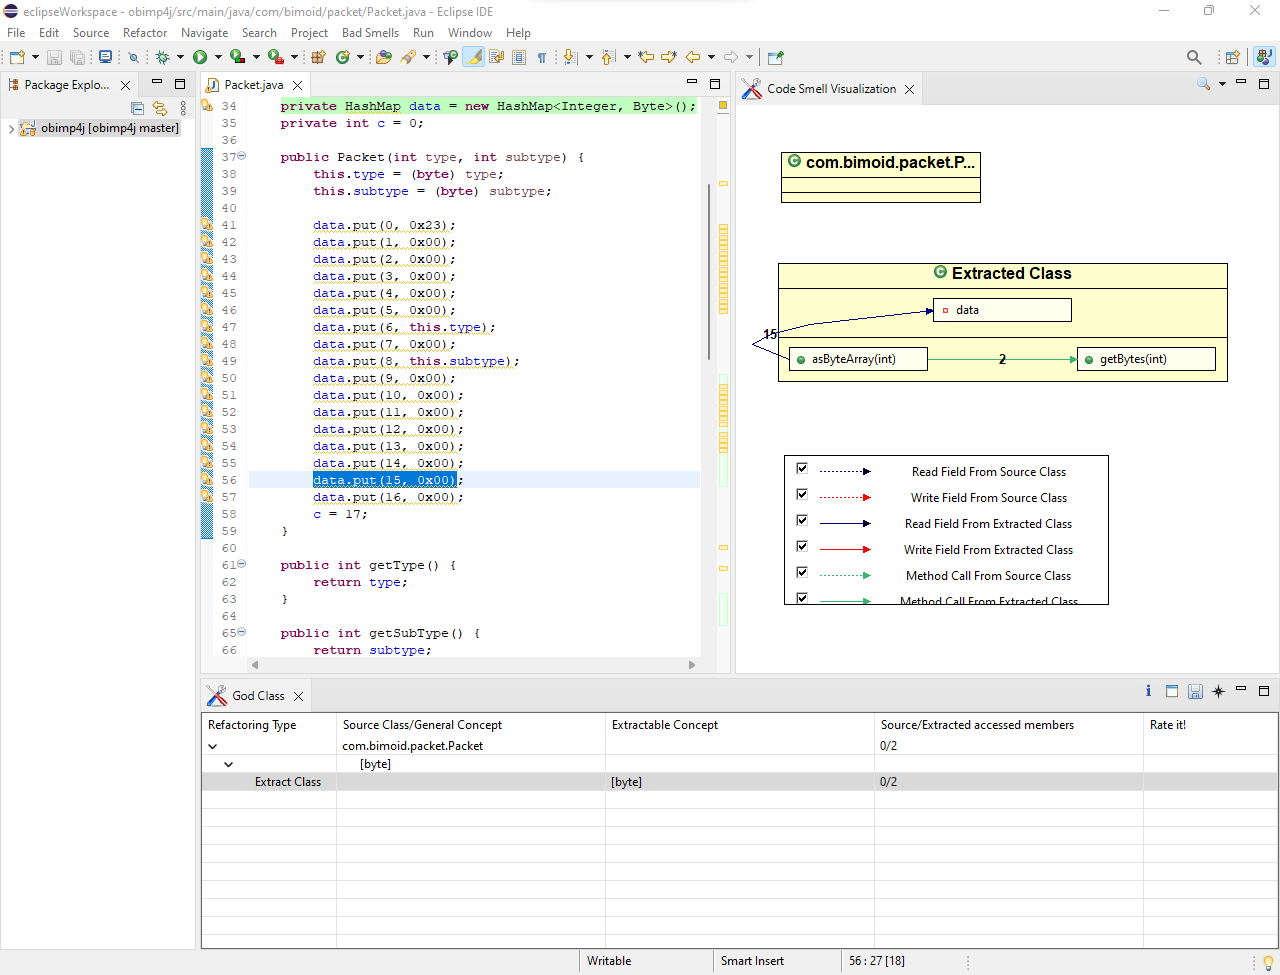 eclipseWorkspace - obimp4j/src/main/java/com/bimoid/packet/Packet.java - Eclipse IDE
File Edit Source Refactor Navigate Search Project Bad Smells Run Window Help
Package Explo...
obimp4j [obimp4j master]
Packet.java
34 private HashMap data = new HashMap<Integer, Byte>();
35 private int c = 0;
36
37 public Packet(int type, int subtype) {
38 this.type = (byte) type;
39 this.subtype = (byte) subtype;
40
41 data.put(0, 0x23);
42 data.put(1, 0x00);
43 data.put(2, 0x00);
44 data.put(3, 0x00);
45 data.put(4, 0x00);
46 data.put(5, 0x00);
47 data.put(6, this.type);
48 data.put(7, 0x00);
49 data.put(8, this.subtype);
50 data.put(9, 0x00);
51 data.put(10, 0x00);
52 data.put(11, 0x00);
53 data.put(12, 0x00);
54 data.put(13, 0x00);
55 data.put(14, 0x00);
56 data.put(15, 0x00);
57 data.put(16, 0x00);
58 c = 17;
59 }
60
61 public int getType() {
62 return type;
63 }
64
65 public int getSubType() {
66 return subtype;
Code Smell Visualization
com.bimoid.packet.P...
Extracted Class
data
15
asByteArray(int)
2
getBytes(int)
Read Field From Source Class
Write Field From Source Class
Read Field From Extracted Class
Write Field From Extracted Class
Method Call From Source Class
Method Call From Extracted Class
God Class
Refactoring Type Source Class/General Concept Extractable Concept Source/Extracted accessed members Rate it!
com.bimoid.packet.Packet 0/2
[byte]
Extract Class [byte] 0/2
Writable Smart Insert 56 : 27 [18]